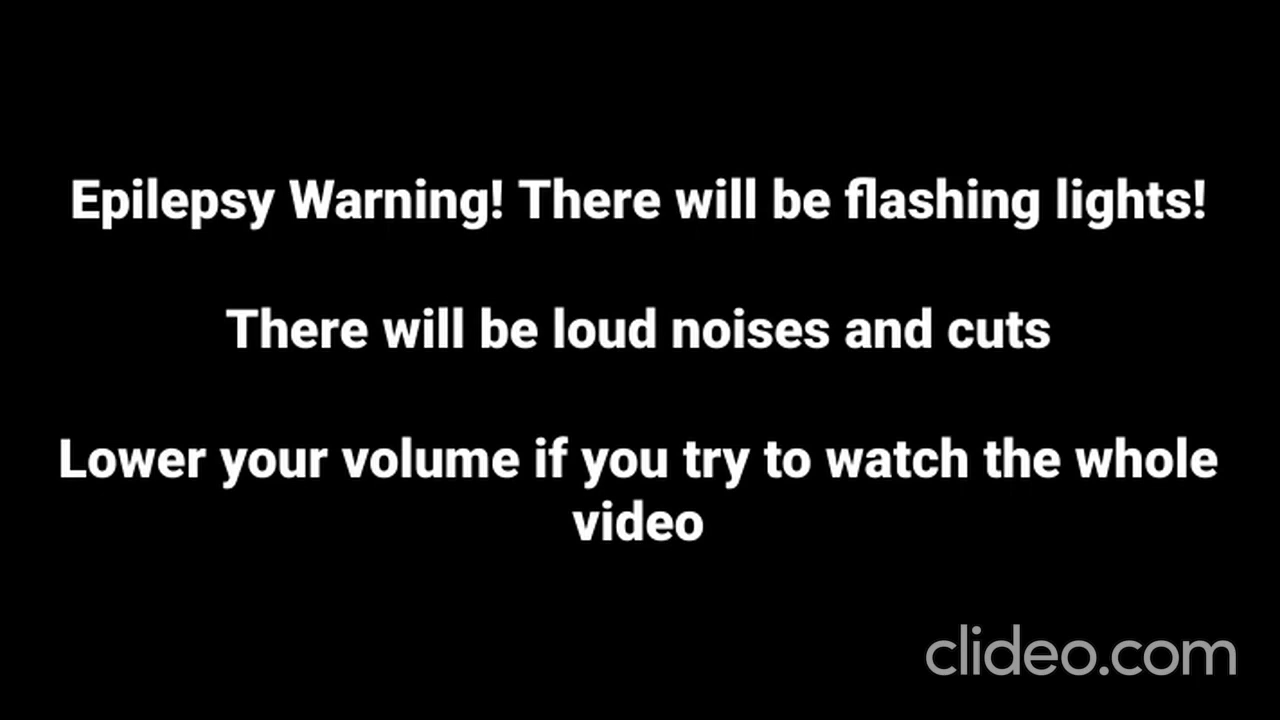 Epilepsy Warning! There will be flashing lights!
There will be loud noises and cuts
Lower your volume if you try to watch the whole
video
clideo.com